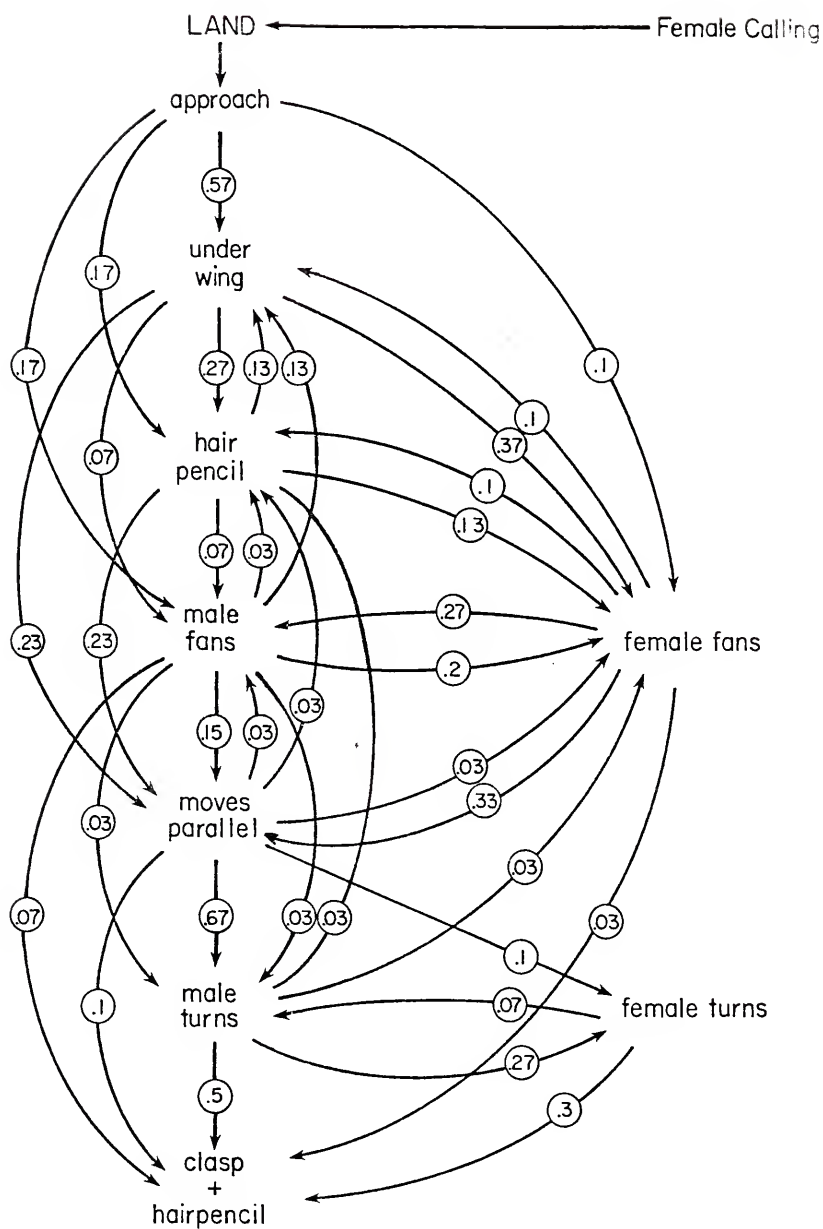 LAND
Female Calling
approach
.57
under
wing
.17
.17
.1
.27
.13
.13
.1
.37
.07
hair
pencil
.1
.13
.07
.03
male
fans
.27
female fans
.23
.23
.2
.15
.03
.03
.03
moves
parallel
.33
.03
.03
.07
.67
.03
.03
.03
.1
male
turns
.1
.07
female turns
.27
.5
.3
clasp
+
hairpencil